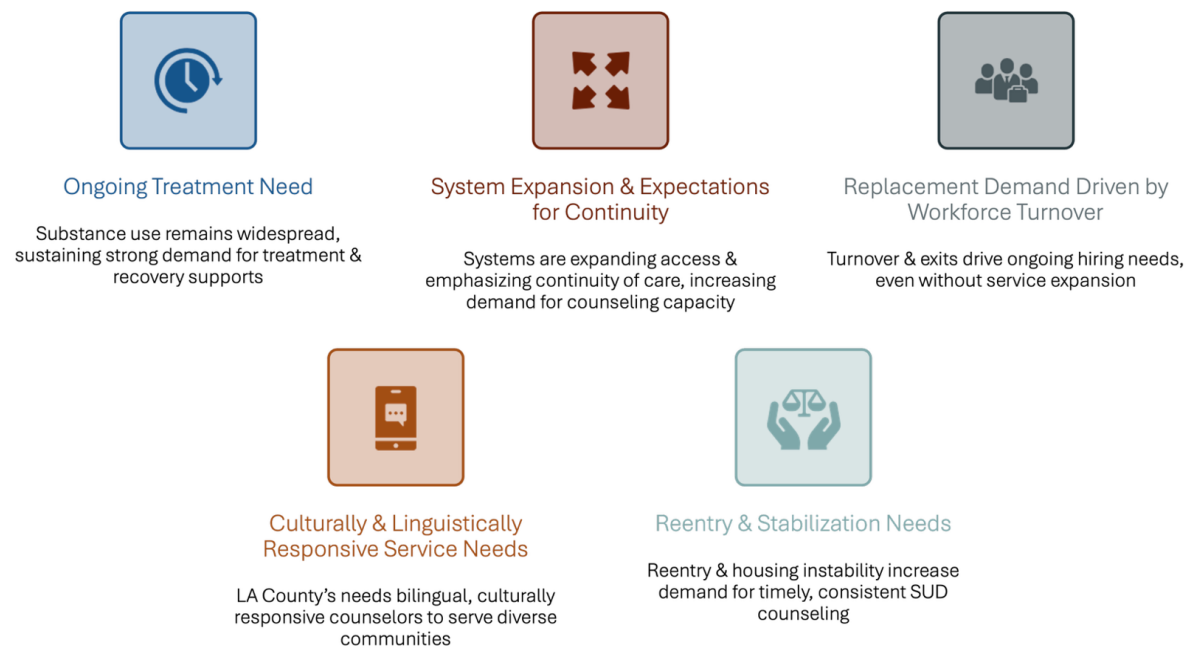 Ongoing Treatment Need
Substance use remains widespread,
sustaining strong demand for treatment &
recovery supports
System Expansion & Expectations
for Continuity
Systems are expanding access &
emphasizing continuity of care, increasing
demand for counseling capacity
Replacement Demand Driven by
Workforce Turnover
Turnover & exits drive ongoing hiring needs,
even without service expansion
Culturally & Linguistically
Responsive Service Needs
LA County’s needs bilingual, culturally
responsive counselors to serve diverse
communities
Reentry & Stabilization Needs
Reentry & housing instability increase
demand for timely, consistent SUD
counseling